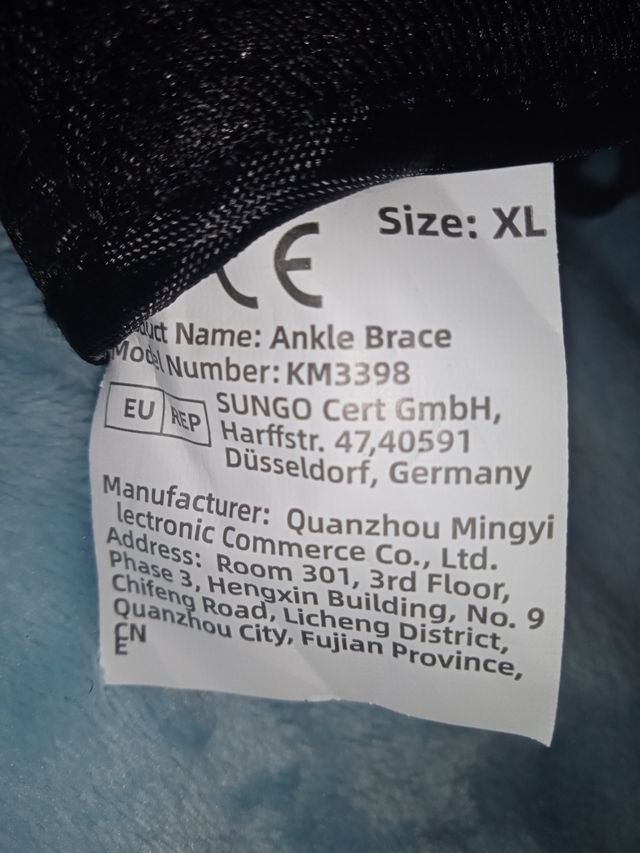 Size: XL
CE
duct Name: Ankle Brace
Model Number: KM3398
EU REP
SUNGO Cert GmbH,
Harffstr. 47,40591
Düsseldorf, Germany
Manufacturer: Quanzhou Mingyi
lectronic Commerce Co., Ltd.
Address: Room 301, 3rd Floor,
Phase 3, Hengxin Building, No. 9
Chifeng Road, Licheng District,
Quanzhou City, Fujian Province,
CN
E